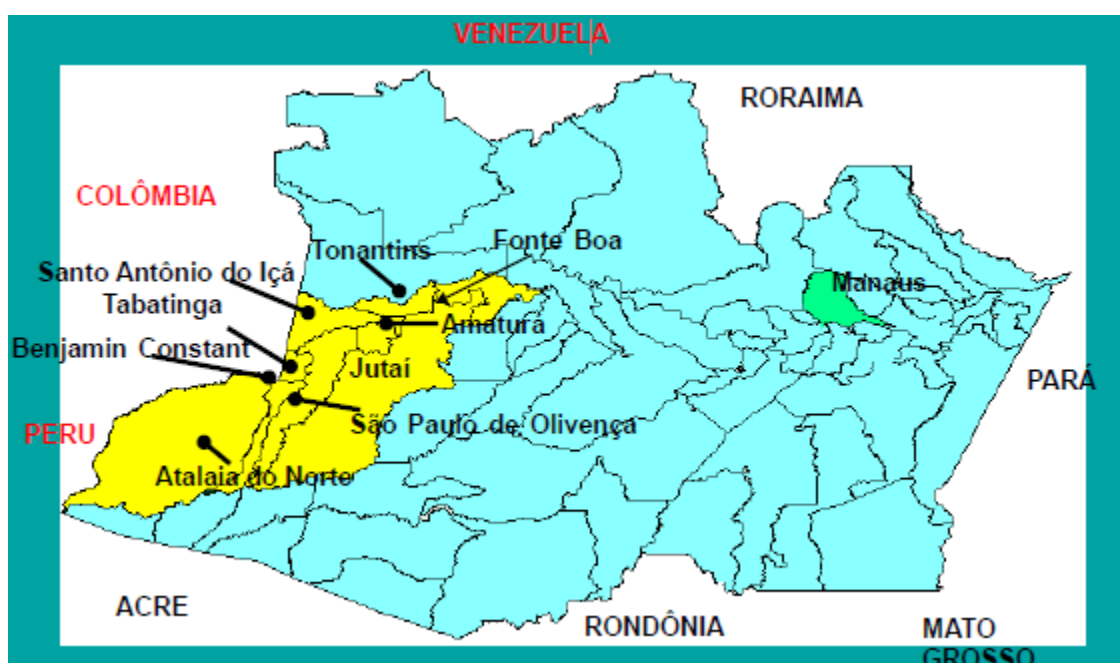 VENEZUELA
RORAIMA
COLÔMBIA
Fonte Boa
Tonantins
Santo Antônio do Içá
Manaus
Tabatinga
Amaturá
Benjamin Constant
Jutaí
PARÁ
PERU
São Paulo de Olivença
Atalaia do Norte
ACRE
RONDÔNIA
MATO
GROSSO